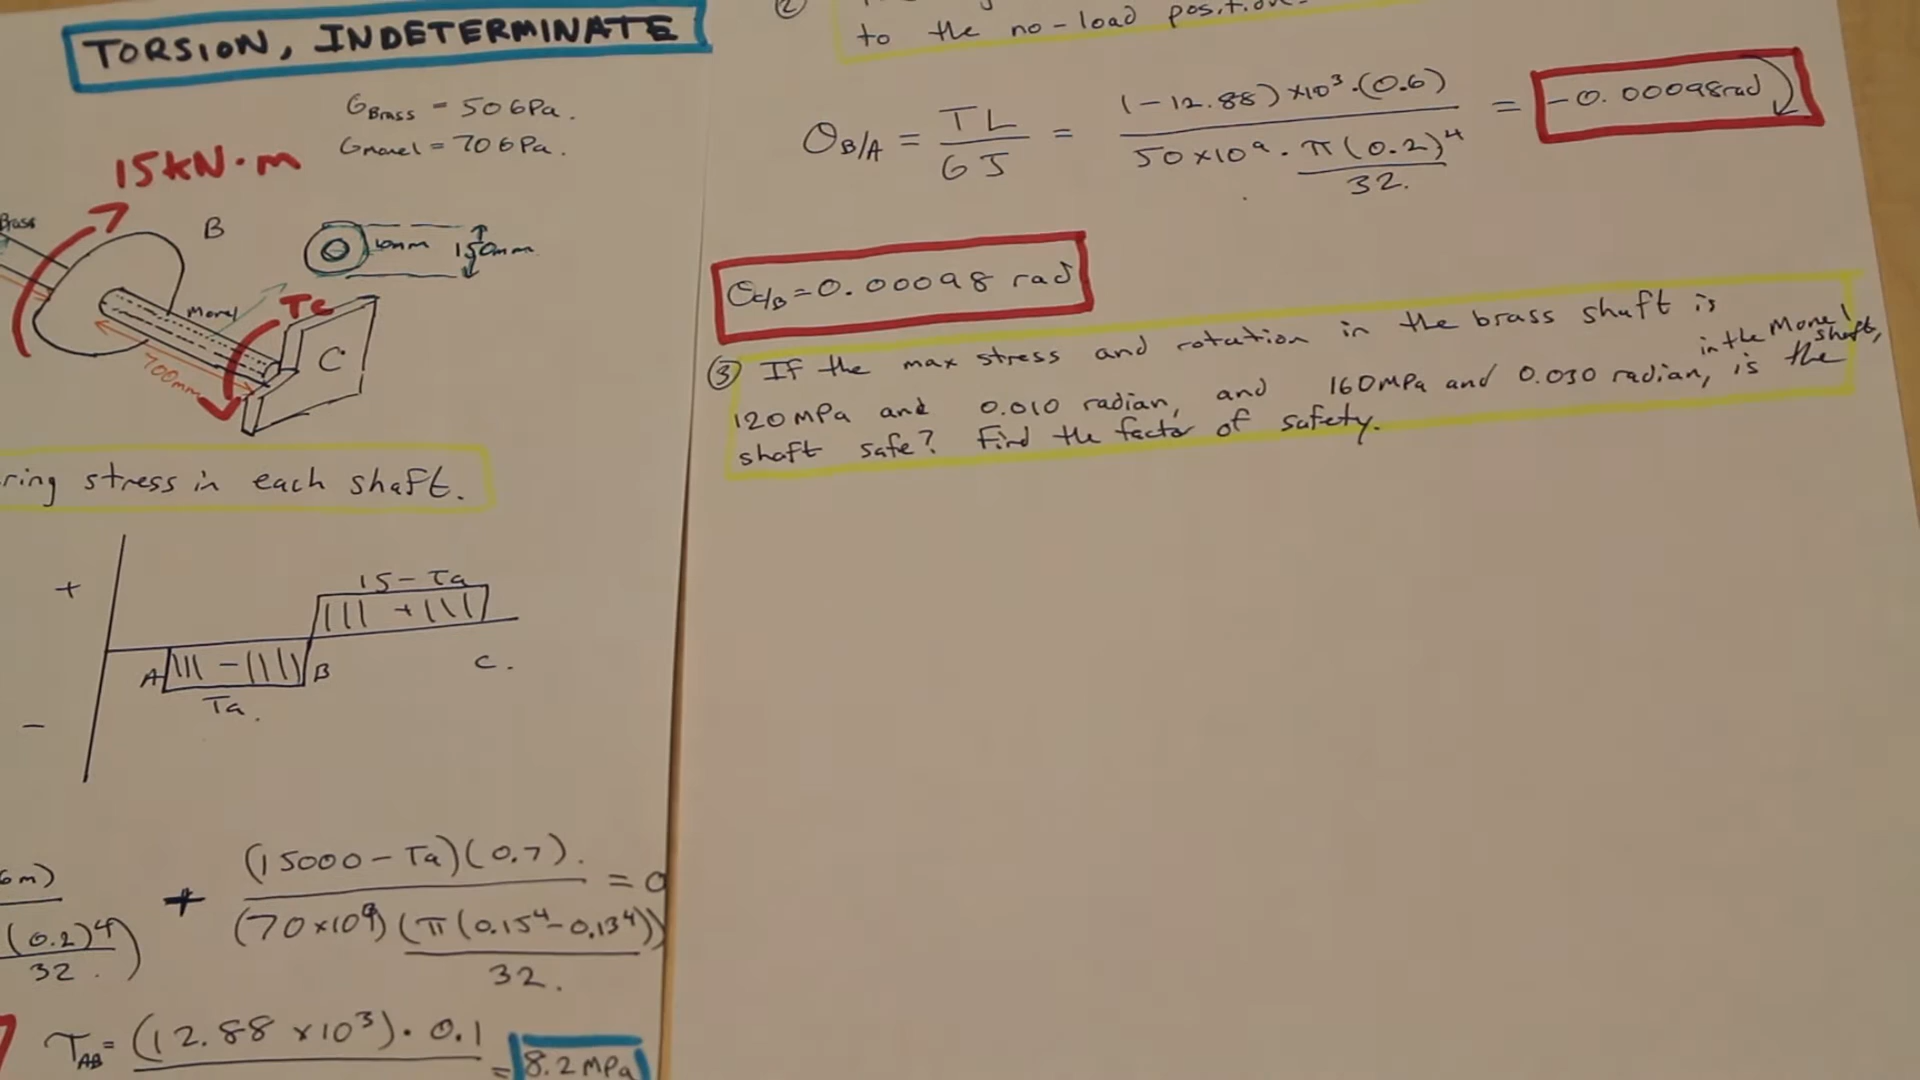 TORSION, INDETERMINATE
GBrass = 50GPa.
Gmonel = 70GPa.
15kN·m
Brass
B
10mm
150mm
Monel
Tc
C
700mm
ring stress in each shaft.
+
15-Ta
+
A
-
B
C.
Ta.
-
6m)
(0.2)4
32.
+
(15000-Ta)(0.7).
= 0
(70×109)(π(0.154-0.134))
32.
TAB= (12.88 ×103)·0.1
=
8.2MPa
2
to the no-load position.
ΘB/A = TL = (-12.88)×103·(0.6) = -0.00098rad
GJ
50×109·π(0.2)4
32.
ΘC/B=0.00098 rad
③ If the max stress and rotation in the brass shaft is
120MPa and 0.010 radian, and 160MPa and 0.030 radian, in the Monel shaft, is the
shaft safe? Find the factor of safety.